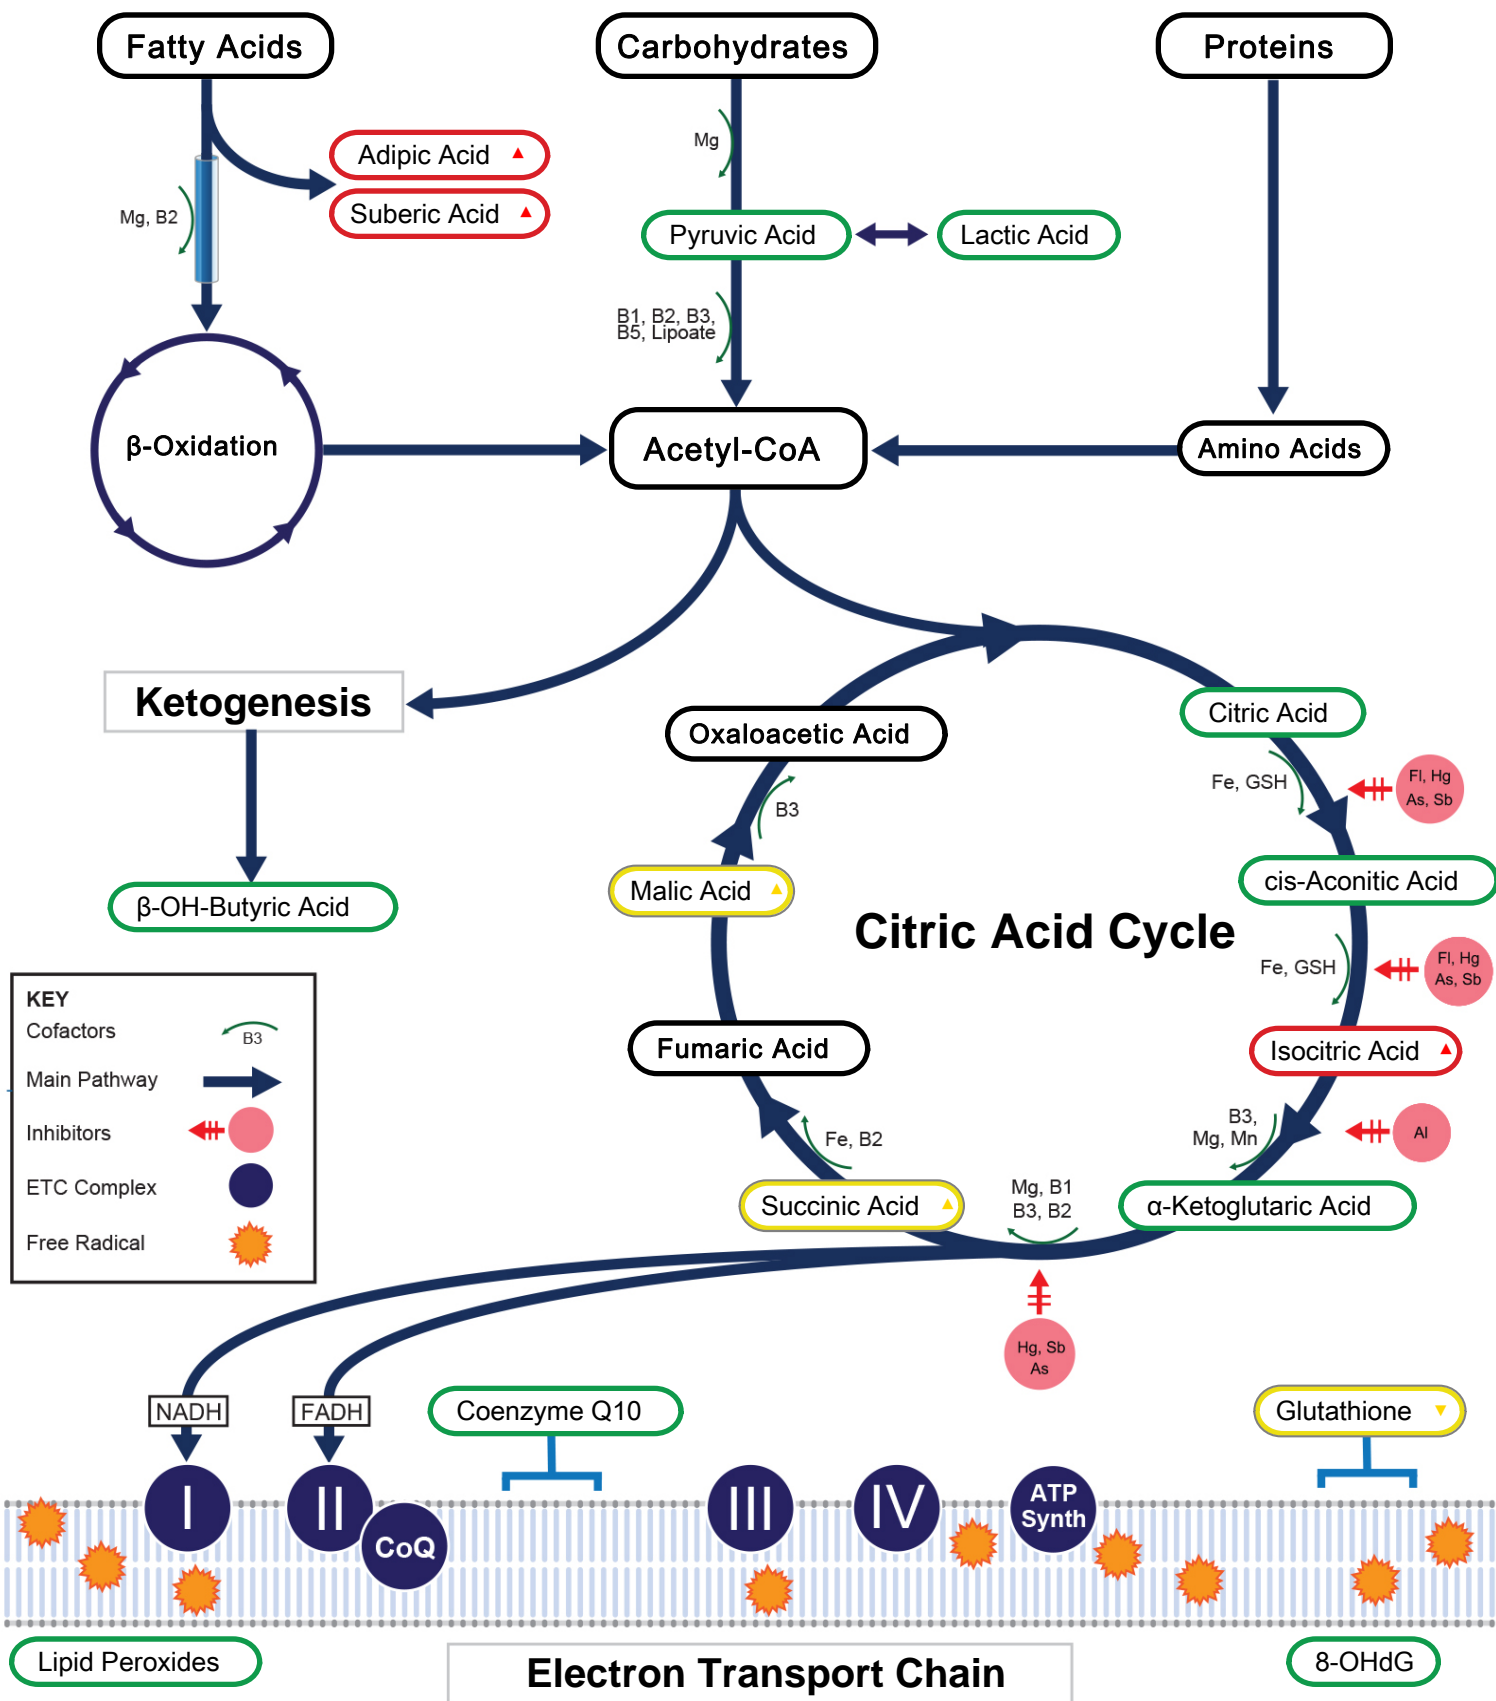 Fatty Acids
Carbohydrates
Proteins
Adipic Acid
Suberic Acid
Mg, B2
Mg
Pyruvic Acid
Lactic Acid
B1, B2, B3,
B5, Lipoate
β-Oxidation
Acetyl-CoA
Amino Acids
Ketogenesis
β-OH-Butyric Acid
Citric Acid
Oxaloacetic Acid
Fe, GSH
Fl, Hg
As, Sb
B3
cis-Aconitic Acid
Malic Acid
Citric Acid Cycle
Fe, GSH
Fl, Hg
As, Sb
Fumaric Acid
Isocitric Acid
B3,
Mg, Mn
Al
Fe, B2
Mg, B1
B3, B2
Succinic Acid
α-Ketoglutaric Acid
Hg, Sb
As
KEY
Cofactors
B3
Main Pathway
Inhibitors
ETC Complex
Free Radical
NADH
FADH
Coenzyme Q10
Glutathione
I
II
CoQ
III
IV
ATP
Synth
Lipid Peroxides
Electron Transport Chain
8-OHdG